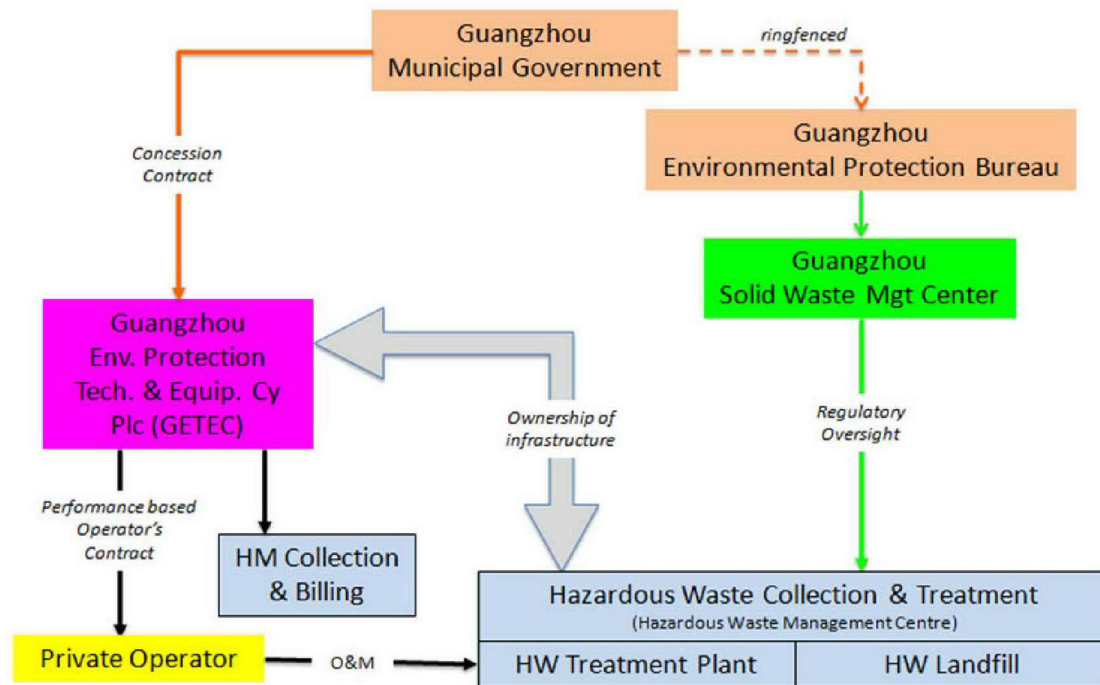 Guangzhou
Municipal Government
ringfenced
Guangzhou
Environmental Protection Bureau
Concession
Contract
Guangzhou
Solid Waste Mgt Center
Guangzhou
Env. Protection
Tech. & Equip. Cy
Plc (GETEC)
Ownership of
infrastructure
Regulatory
Oversight
Performance based
Operator's
Contract
HM Collection
& Billing
Hazardous Waste Collection & Treatment
(Hazardous Waste Management Centre)
Private Operator
O&M
HW Treatment Plant
HW Landfill